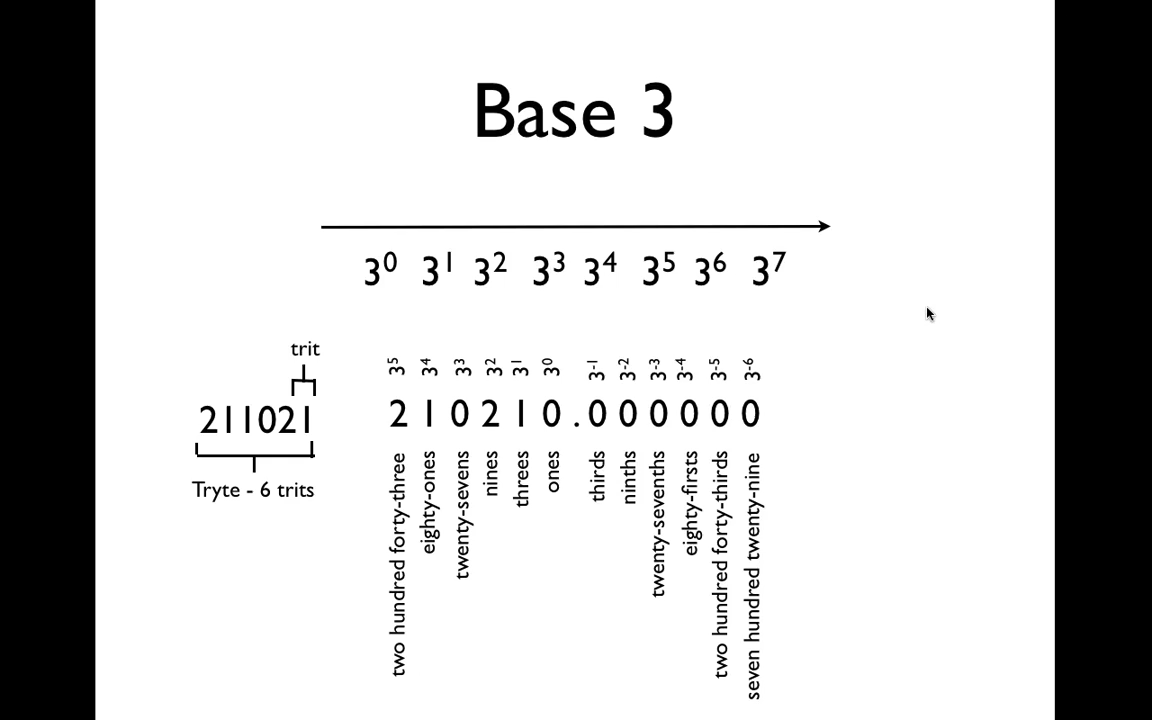 Base 3
3⁰ 3¹ 3² 3³ 3⁴ 3⁵ 3⁶ 3⁷
trit
211021
Tryte - 6 trits
3⁵ 3⁴ 3³ 3² 3¹ 3⁰ 3⁻¹ 3⁻² 3⁻³ 3⁻⁴ 3⁻⁵ 3⁻⁶
2 1 0 2 1 0 . 0 0 0 0 0 0
two hundred forty-three
eighty-ones
twenty-sevens
nines
threes
ones
thirds
ninths
twenty-sevenths
eighty-firsts
two hundred forty-thirds
seven hundred twenty-nine